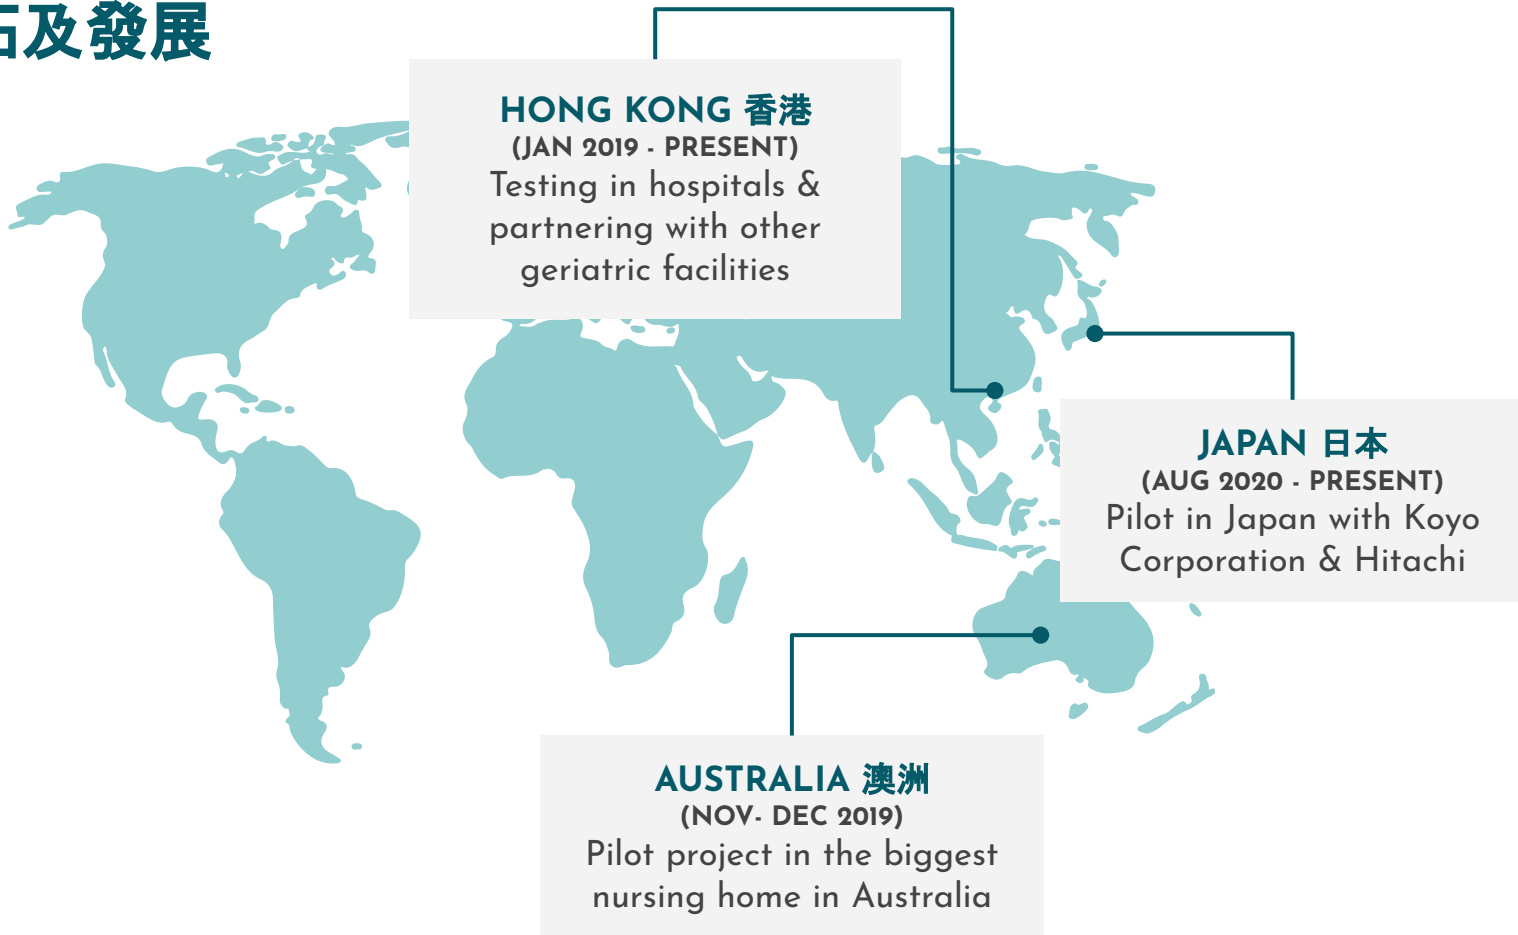 及發展
HONG KONG 香港
(JAN 2019 - PRESENT)
Testing in hospitals &
partnering with other
geriatric facilities
JAPAN 日本
(AUG 2020 - PRESENT)
Pilot in Japan with Koyo
Corporation & Hitachi
AUSTRALIA 澳洲
(NOV- DEC 2019)
Pilot project in the biggest
nursing home in Australia